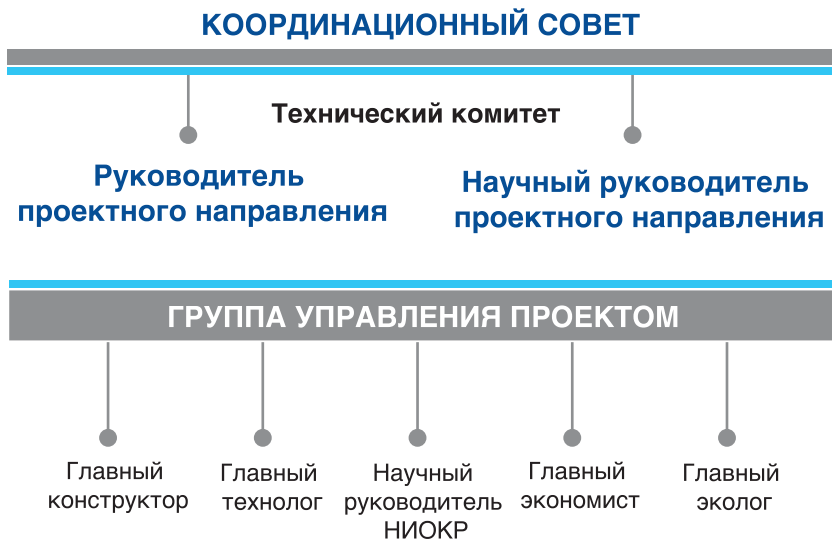 КООРДИНАЦИОННЫЙ СОВЕТ
Технический комитет
Руководитель
проектного направления
Научный руководитель
проектного направления
ГРУППА УПРАВЛЕНИЯ ПРОЕКТОМ
Главный
конструктор
Главный
технолог
Научный
руководитель
НИОКР
Главный
экономист
Главный
эколог